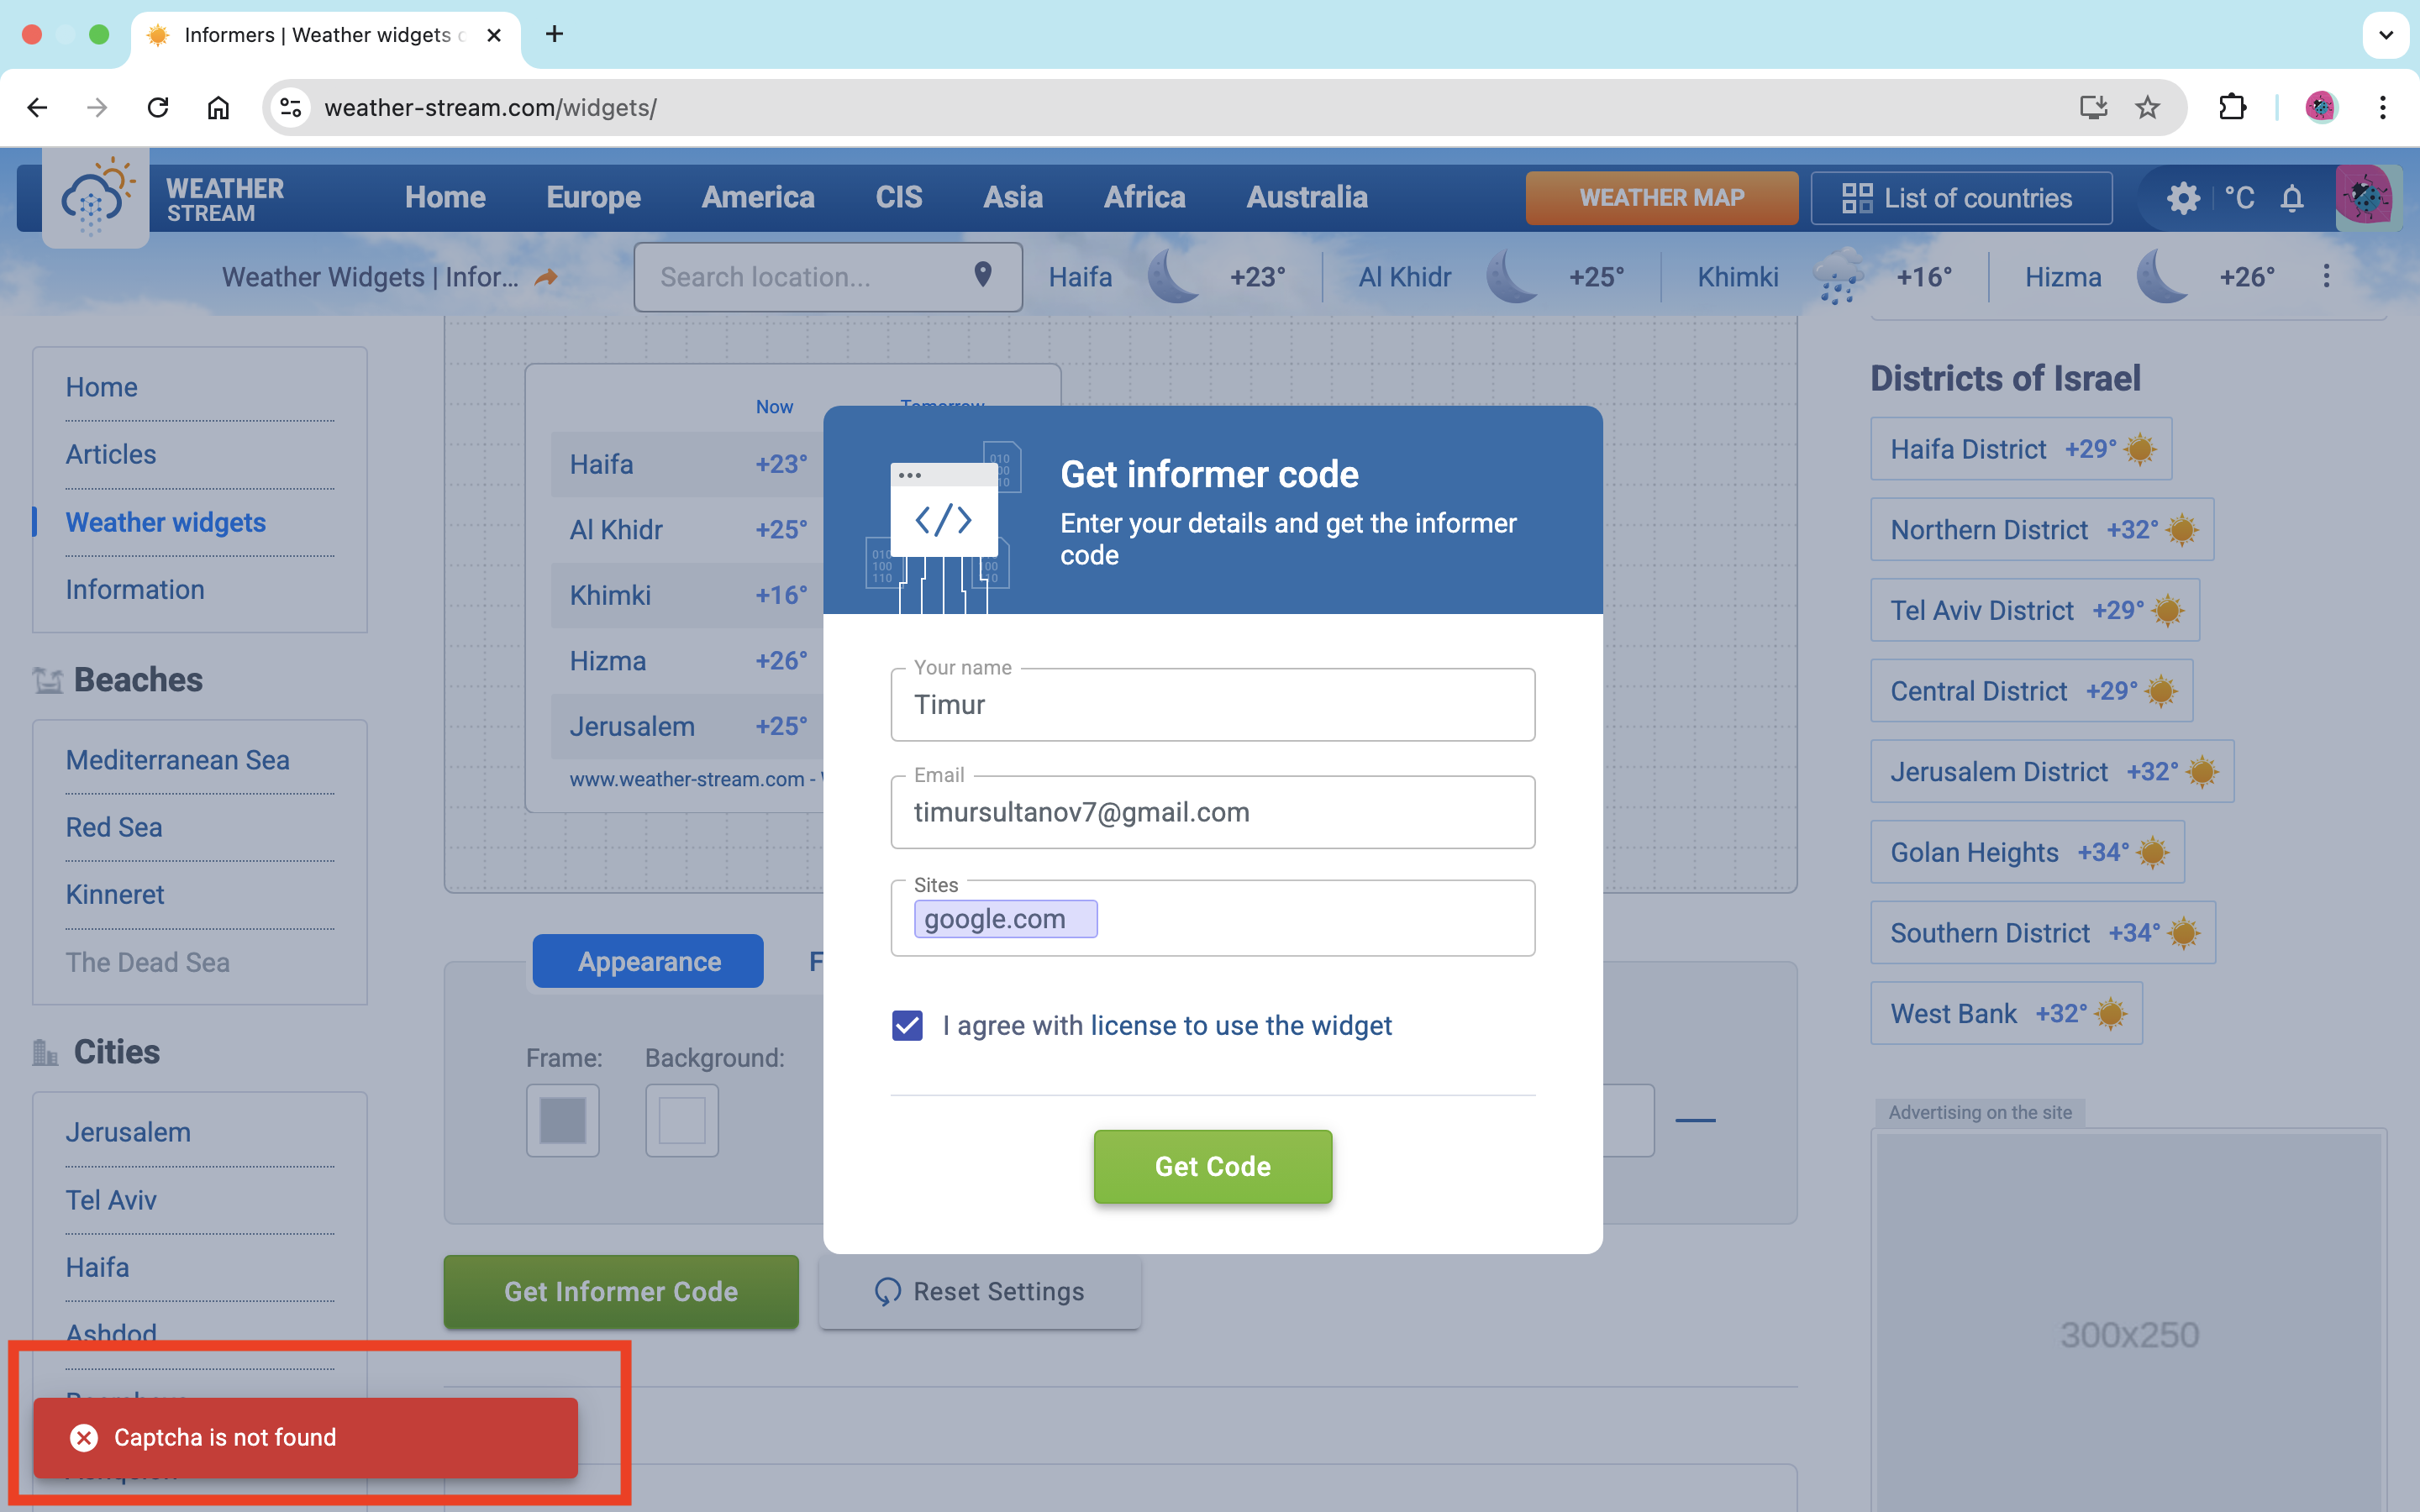 Informers | Weather widgets
weather-stream.com/widgets/
WEATHER
STREAM
Home
Europe
America
CIS
Asia
Africa
Australia
WEATHER MAP
List of countries
°C
Weather Widgets | Infor...
Search location...
Haifa
+23°
Al Khidr
+25°
Khimki
+16°
Hizma
+26°
Home
Articles
Weather widgets
Information
Beaches
Mediterranean Sea
Red Sea
Kinneret
The Dead Sea
Cities
Jerusalem
Tel Aviv
Haifa
Ashdod
Captcha is not found
Now
Tomorrow
Haifa +23°
Al Khidr +25°
Khimki +16°
Hizma +26°
Jerusalem +25°
www.weather-stream.com -
Appearance
F
Frame:
Background:
Get Informer Code
Reset Settings
010
100
110
Get informer code
Enter your details and get the informer
code
Your name
Timur
Email
timursultanov7@gmail.com
Sites
google.com
I agree with license to use the widget
Get Code
Districts of Israel
Haifa District +29°
Northern District +32°
Tel Aviv District +29°
Central District +29°
Jerusalem District +32°
Golan Heights +34°
Southern District +34°
West Bank +32°
Advertising on the site
300x250